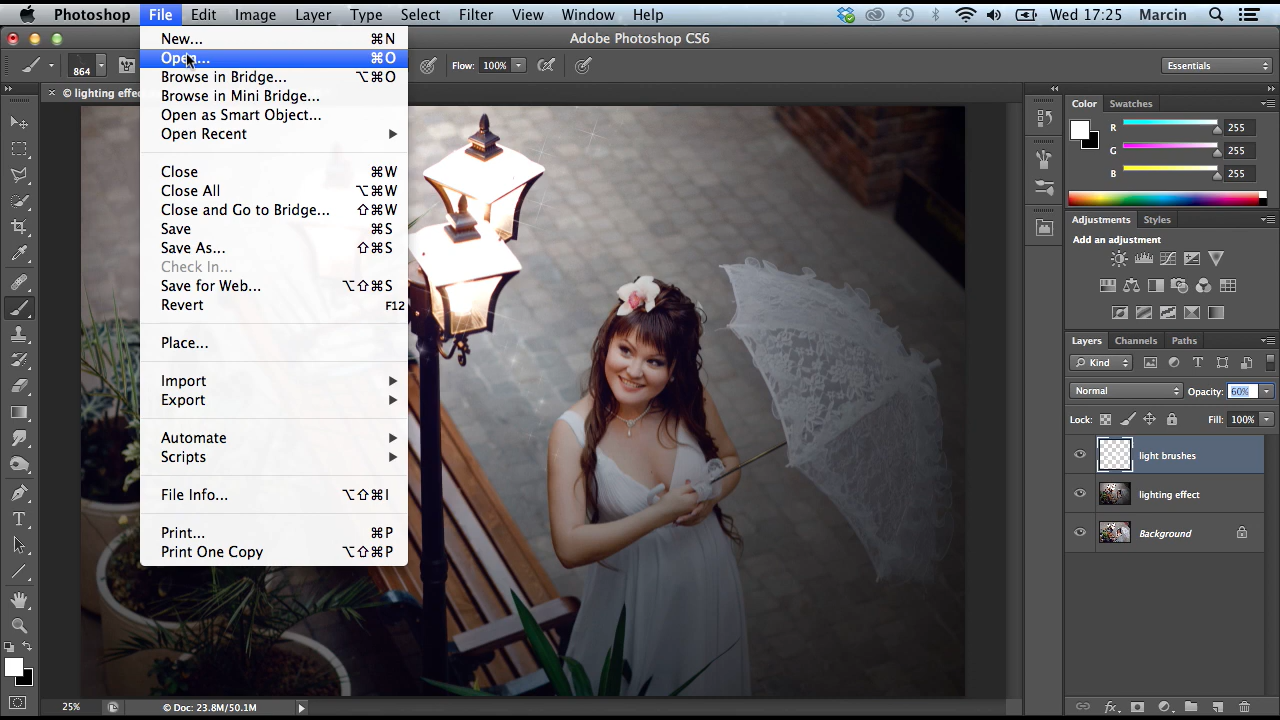 Photoshop File Edit Image Layer Type Select Filter View Window Help Wed 17:25 Marcin
Adobe Photoshop CS6
864 Flow: 100% Essentials
× © lighting effe
New... ⌘N
Open... ⌘O
Browse in Bridge... ⌥⌘O
Browse in Mini Bridge...
Open as Smart Object...
Open Recent
Close ⌘W
Close All ⌥⌘W
Close and Go to Bridge... ⇧⌘W
Save ⌘S
Save As... ⇧⌘S
Check In...
Save for Web... ⌥⇧⌘S
Revert F12
Place...
Import
Export
Automate
Scripts
File Info... ⌥⇧⌘I
Print... ⌘P
Print One Copy ⌥⇧⌘P
Color Swatches
R 255
G 255
B 255
Adjustments Styles
Add an adjustment
Layers Channels Paths
Kind
Normal Opacity: 60%
Lock: Fill: 100%
light brushes
lighting effect
Background
25% © Doc: 23.8M/50.1M